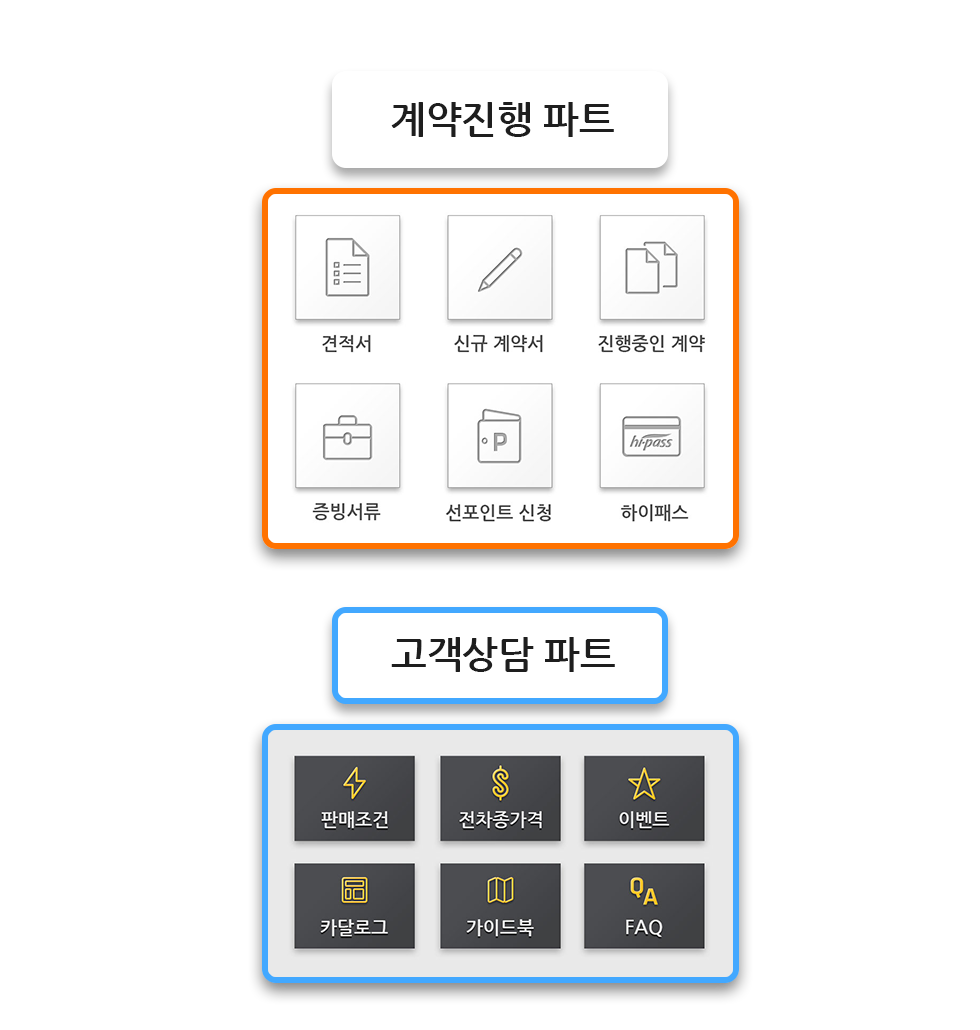 계약진행 파트
견적서
신규 계약서
진행중인 계약
증빙서류
P
선포인트 신청
hi-pass
하이패스
고객상담 파트
판매조건
전차종가격
이벤트
카달로그
가이드북
QA
FAQ